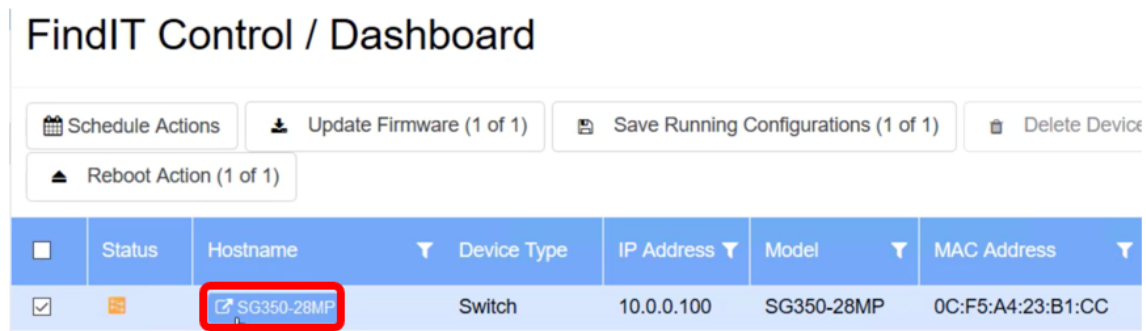 FindIT Control / Dashboard
Schedule Actions Update Firmware (1 of 1) Save Running Configurations (1 of 1) Delete Device
Reboot Action (1 of 1)
Status Hostname Device Type IP Address Model MAC Address
SG350-28MP Switch 10.0.0.100 SG350-28MP 0C:F5:A4:23:B1:CC